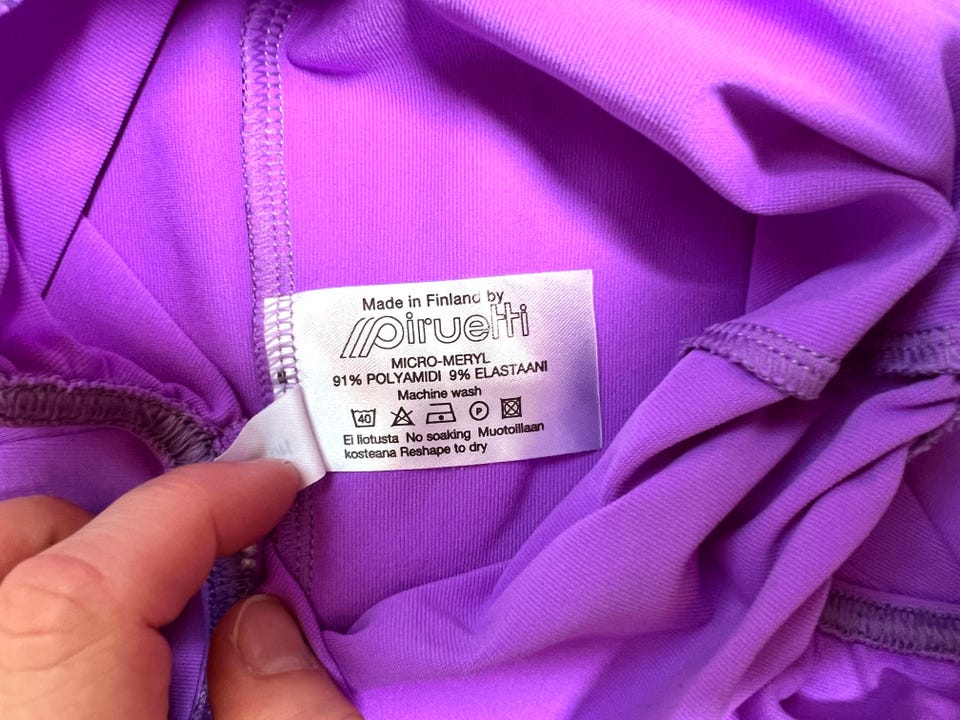 Made in Finland by
piruetti
MICRO-MERYL
91% POLYAMIDI 9% ELASTAANI
Machine wash
40 P
Ei liotusta No soaking Muotoillaan
kosteana Reshape to dry